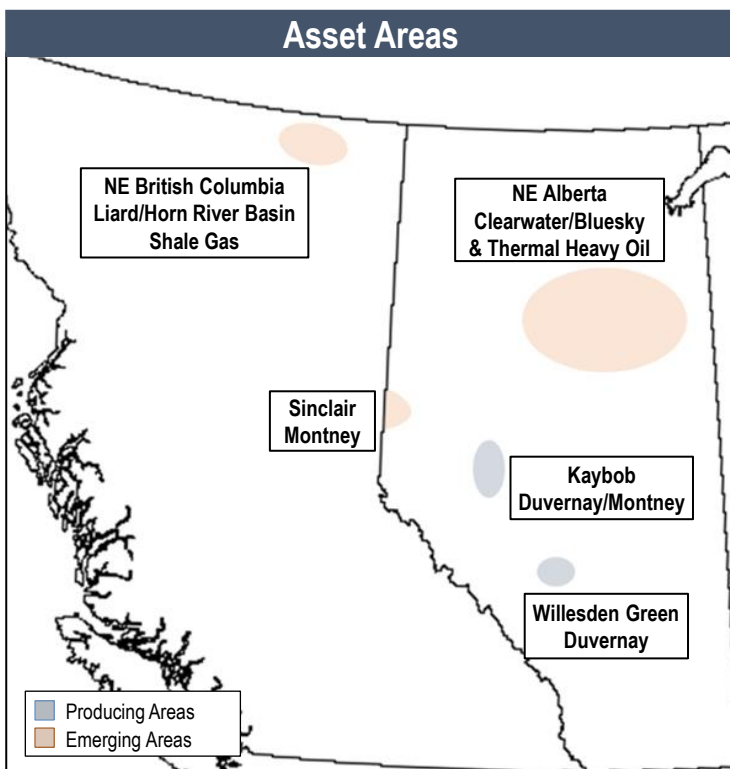 Asset Areas
NE British Columbia
Liard/Horn River Basin
Shale Gas
NE Alberta
Clearwater/Bluesky
& Thermal Heavy Oil
Sinclair
Montney
Kaybob
Duvernay/Montney
Willesden Green
Duvernay
Producing Areas
Emerging Areas